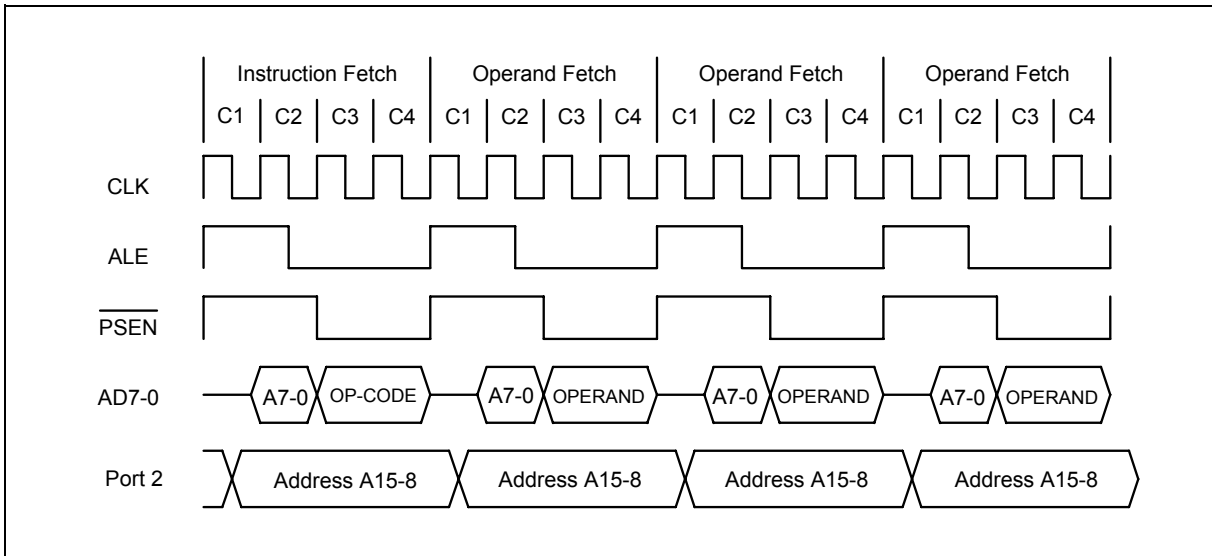 Instruction Fetch Operand Fetch Operand Fetch Operand Fetch
C1 C2 C3 C4 C1 C2 C3 C4 C1 C2 C3 C4 C1 C2 C3 C4
CLK
ALE
PSEN
AD7-0 A7-0 OP-CODE A7-0 OPERAND A7-0 OPERAND A7-0 OPERAND
Port 2 Address A15-8 Address A15-8 Address A15-8 Address A15-8